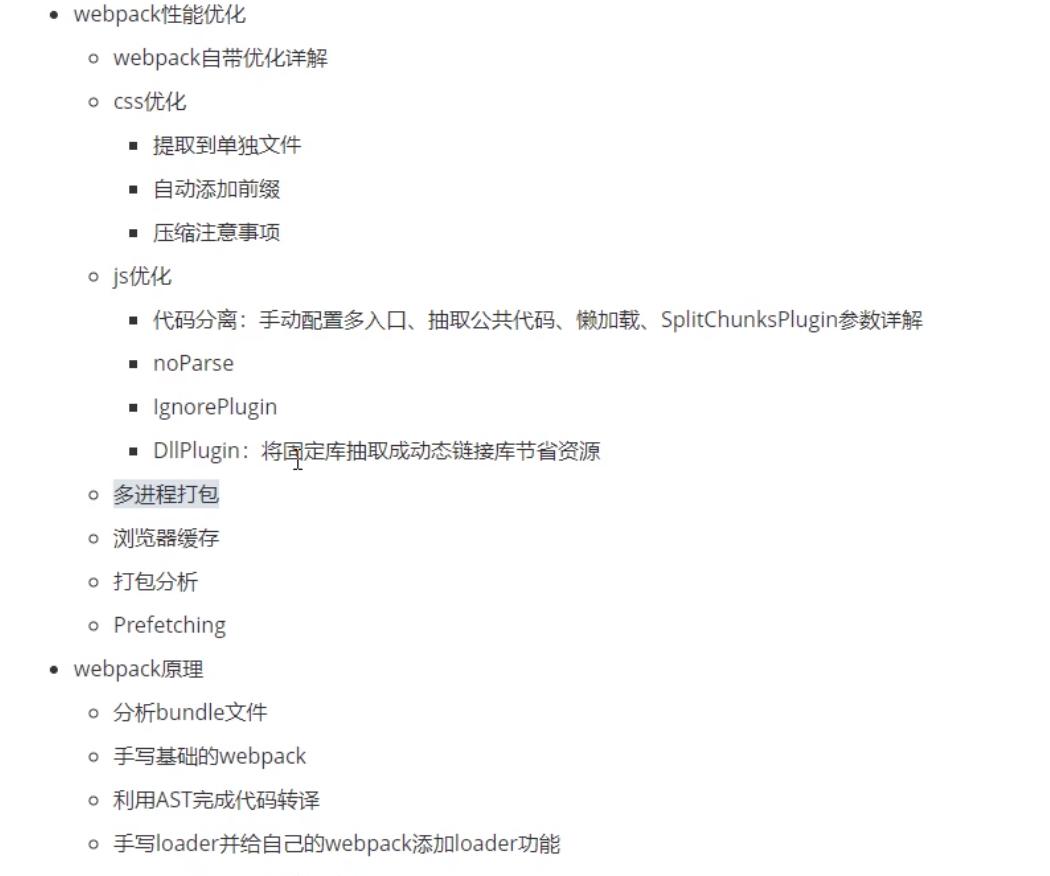 webpack性能优化
webpack自带优化详解
css优化
提取到单独文件
自动添加前缀
压缩注意事项
js优化
代码分离：手动配置多入口、抽取公共代码、懒加载、SplitChunksPlugin参数详解
noParse
IgnorePlugin
DllPlugin：将固定库抽取成动态链接库节省资源
多进程打包
浏览器缓存
打包分析
Prefetching
webpack原理
分析bundle文件
手写基础的webpack
利用AST完成代码转译
手写loader并给自己的webpack添加loader功能